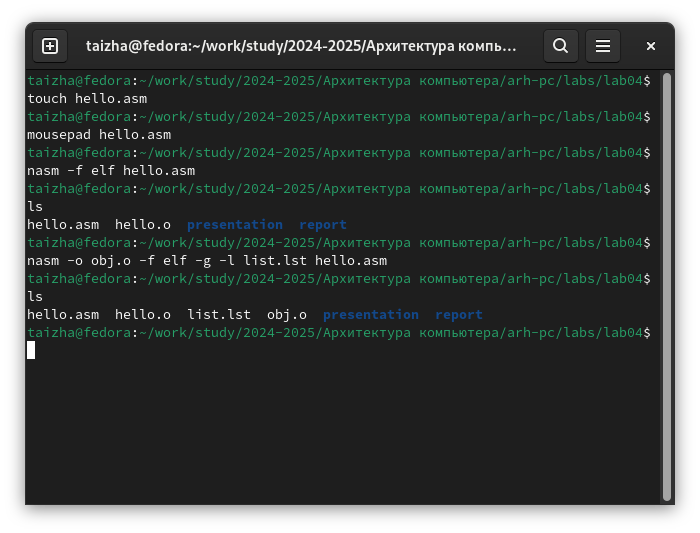 taizha@fedora:~/work/study/2024-2025/Архитектура компь...
taizha@fedora:~/work/study/2024-2025/Архитектура компьютера/arh-pc/labs/lab04$
touch hello.asm
taizha@fedora:~/work/study/2024-2025/Архитектура компьютера/arh-pc/labs/lab04$
mousepad hello.asm
taizha@fedora:~/work/study/2024-2025/Архитектура компьютера/arh-pc/labs/lab04$
nasm -f elf hello.asm
taizha@fedora:~/work/study/2024-2025/Архитектура компьютера/arh-pc/labs/lab04$
ls
hello.asm  hello.o  presentation  report
taizha@fedora:~/work/study/2024-2025/Архитектура компьютера/arh-pc/labs/lab04$
nasm -o obj.o -f elf -g -l list.lst hello.asm
taizha@fedora:~/work/study/2024-2025/Архитектура компьютера/arh-pc/labs/lab04$
ls
hello.asm  hello.o  list.lst  obj.o  presentation  report
taizha@fedora:~/work/study/2024-2025/Архитектура компьютера/arh-pc/labs/lab04$